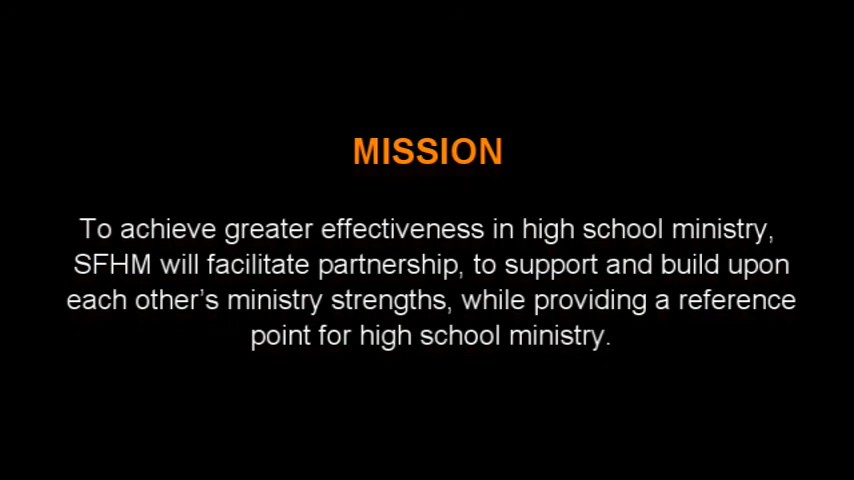 MISSION
To achieve greater effectiveness in high school ministry,
SFHM will facilitate partnership, to support and build upon
each other’s ministry strengths, while providing a reference
point for high school ministry.